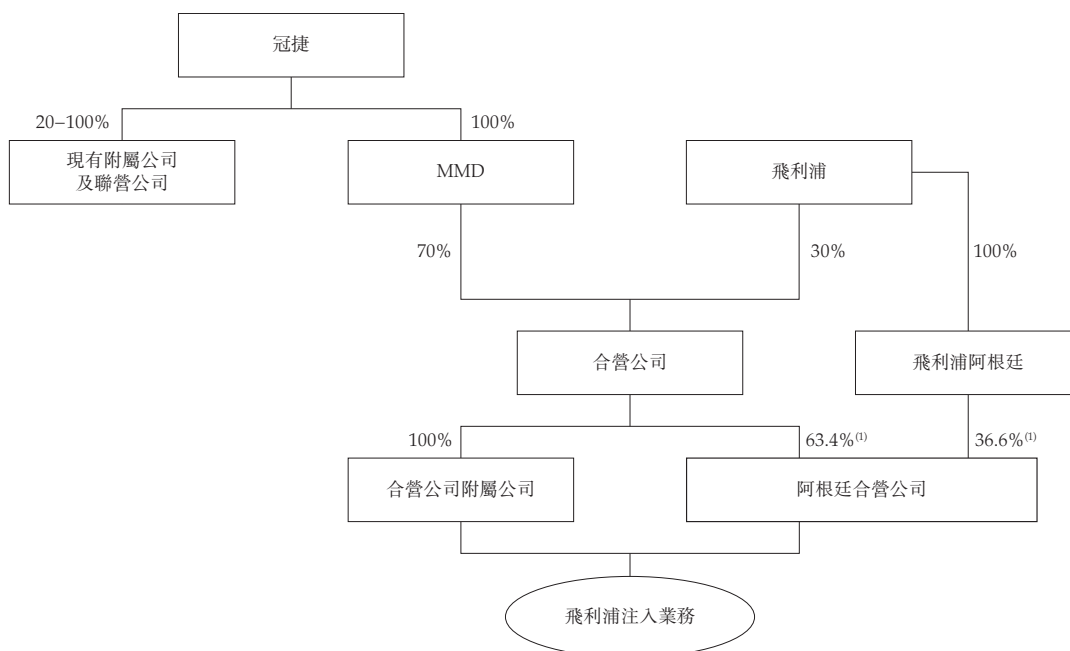 冠捷
20–100%
100%
現有附屬公司
及聯營公司
MMD
飛利浦
70%
30%
100%
合營公司
飛利浦阿根廷
100%
63.4%(1)
36.6%(1)
合營公司附屬公司
阿根廷合營公司
飛利浦注入業務